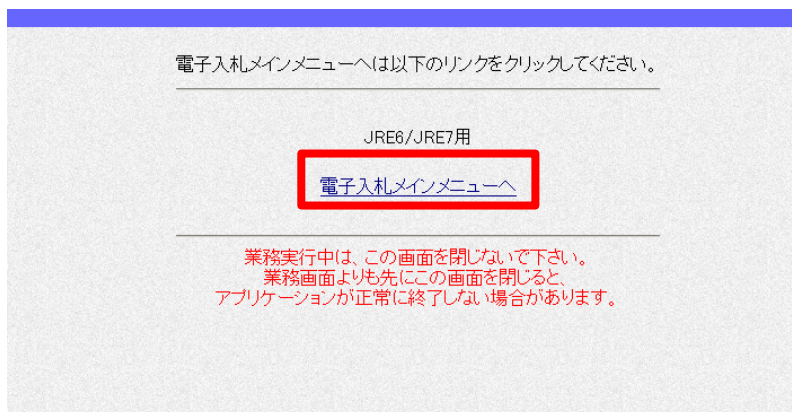 電子入札メインメニューへは以下のリンクをクリックしてください。
JRE6/JRE7用
電子入札メインメニューへ
業務実行中は、この画面を閉じないで下さい。
業務画面よりも先にこの画面を閉じると、
アプリケーションが正常に終了しない場合があります。